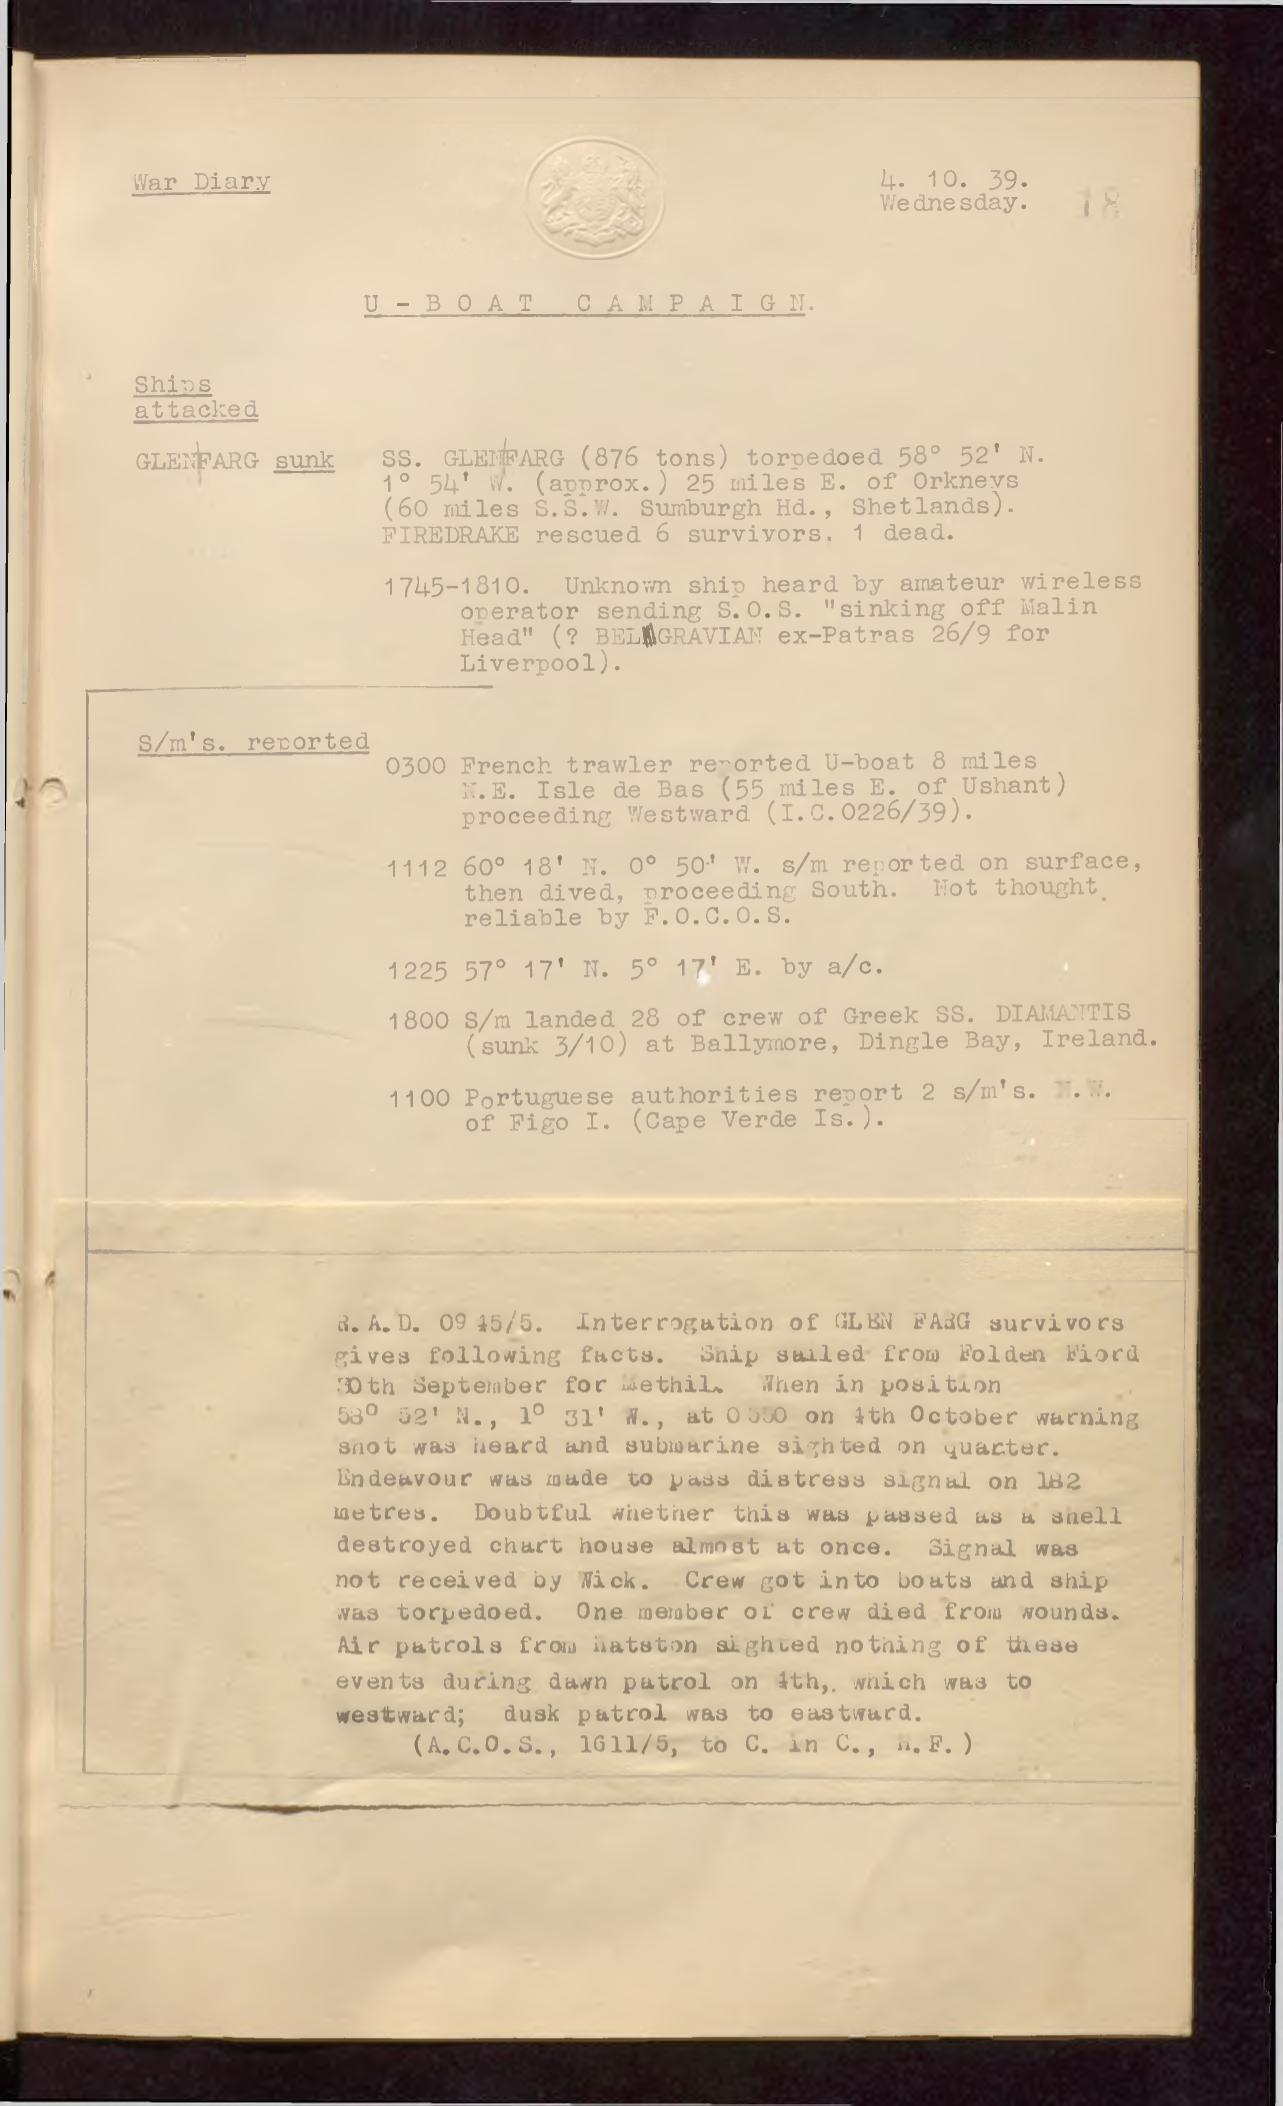 War Diary
4. 10. 39.
Wednesday.
18
U - B O A T   C A M P A I G N.
Ships
attacked
GLENFARG sunk
SS. GLENFARG (876 tons) torpedoed 58° 52' N.
1° 54' W. (approx.) 25 miles E. of Orkneys
(60 miles S.S.W. Sumburgh Hd., Shetlands).
FIREDRAKE rescued 6 survivors. 1 dead.
1745-1810. Unknown ship heard by amateur wireless
operator sending S.O.S. "sinking off Malin
Head" (? BELGRAVIAN ex-Patras 26/9 for
Liverpool).
S/m's. reported
0300 French trawler reported U-boat 8 miles
N.E. Isle de Bas (55 miles E. of Ushant)
proceeding Westward (I.C.0226/39).
1112 60° 18' N. 0° 50' W. s/m reported on surface,
then dived, proceeding South. Not thought
reliable by F.O.C.O.S.
1225 57° 17' N. 5° 17' E. by a/c.
1800 S/m landed 28 of crew of Greek SS. DIAMANTIS
(sunk 3/10) at Ballymore, Dingle Bay, Ireland.
1100 Portuguese authorities report 2 s/m's. N.W.
of Figo I. (Cape Verde Is.).
R.A.D. 0945/5. Interrogation of GLEN FARG survivors
gives following facts. Ship sailed from Folden Fiord
30th September for Methil. When in position
58° 52' N., 1° 31' W., at on 4th October warning
shot was heard and submarine sighted on quarter.
Endeavour was made to pass distress signal on 182
metres. Doubtful whether this was passed as a shell
destroyed chart house almost at once. Signal was
not received by Wick. Crew got into boats and ship
was torpedoed. One member of crew died from wounds.
Air patrols from Hatston sighted nothing of these
events during dawn patrol on 4th,. which was to
westward; dusk patrol was to eastward.
(A.C.O.S., 1611/5, to C. in C., H.F.)